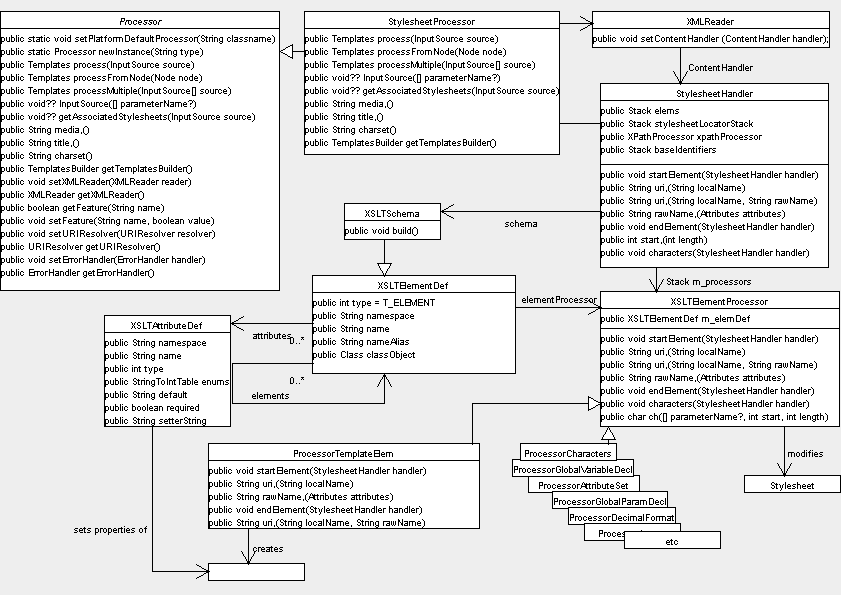 Processor
public static void setPlatformDefaultProcessor(String classname)
public static Processor newInstance(String type)
public Templates process(InputSource source)
public Templates processFromNode(Node node)
public Templates processMultiple(InputSource[] source)
public void?? InputSource([] parameterName?)
public void?? getAssociatedStylesheets(InputSource source)
public String media,()
public String title,()
public String charset()
public TemplatesBuilder getTemplatesBuilder()
public void setXMLReader(XMLReader reader)
public XMLReader getXMLReader()
public boolean getFeature(String name)
public void setFeature(String name, boolean value)
public void setURIResolver(URIResolver resolver)
public URIResolver getURIResolver()
public void setErrorHandler(ErrorHandler handler)
public ErrorHandler getErrorHandler()
StylesheetProcessor
public Templates process(InputSource source)
public Templates processFromNode(Node node)
public Templates processMultiple(InputSource[] source)
public void?? InputSource([] parameterName?)
public void?? getAssociatedStylesheets(InputSource source)
public String media,()
public String title,()
public String charset()
public TemplatesBuilder getTemplatesBuilder()
XMLReader
public void setContentHandler (ContentHandler handler);
ContentHandler
StylesheetHandler
public Stack elems
public Stack stylesheetLocatorStack
public XPathProcessor xpathProcessor
public Stack baseIdentifiers
public void startElement(StylesheetHandler handler)
public String uri,(String localName)
public String uri,(String localName, String rawName)
public String rawName,(Attributes attributes)
public void endElement(StylesheetHandler handler)
public int start,(int length)
public void characters(StylesheetHandler handler)
XSLTSchema
public void build()
schema
Stack m_processors
XSLTElementDef
public int type = T_ELEMENT
public String namespace
public String name
public String nameAlias
public Class classObject
elementProcessor
XSLTElementProcessor
public XSLTElementDef m_elemDef
public void startElement(StylesheetHandler handler)
public String uri,(String localName)
public String uri,(String localName, String rawName)
public String rawName,(Attributes attributes)
public void endElement(StylesheetHandler handler)
public void characters(StylesheetHandler handler)
public char ch([] parameterName?, int start, int length)
XSLTAttributeDef
public String namespace
public String name
public int type
public StringToIntTable enums
public String default
public boolean required
public String setterString
attributes
0..*
0..*
elements
ProcessorTemplateElem
public void startElement(StylesheetHandler handler)
public String uri,(String localName)
public String rawName,(Attributes attributes)
public void endElement(StylesheetHandler handler)
public String uri,(String localName, String rawName)
ProcessorCharacters
ProcessorGlobalVariableDecl
ProcessorAttributeSet
ProcessorGlobalParamDecl
ProcessorDecimalFormat
etc
modifies
Stylesheet
sets properties of
creates